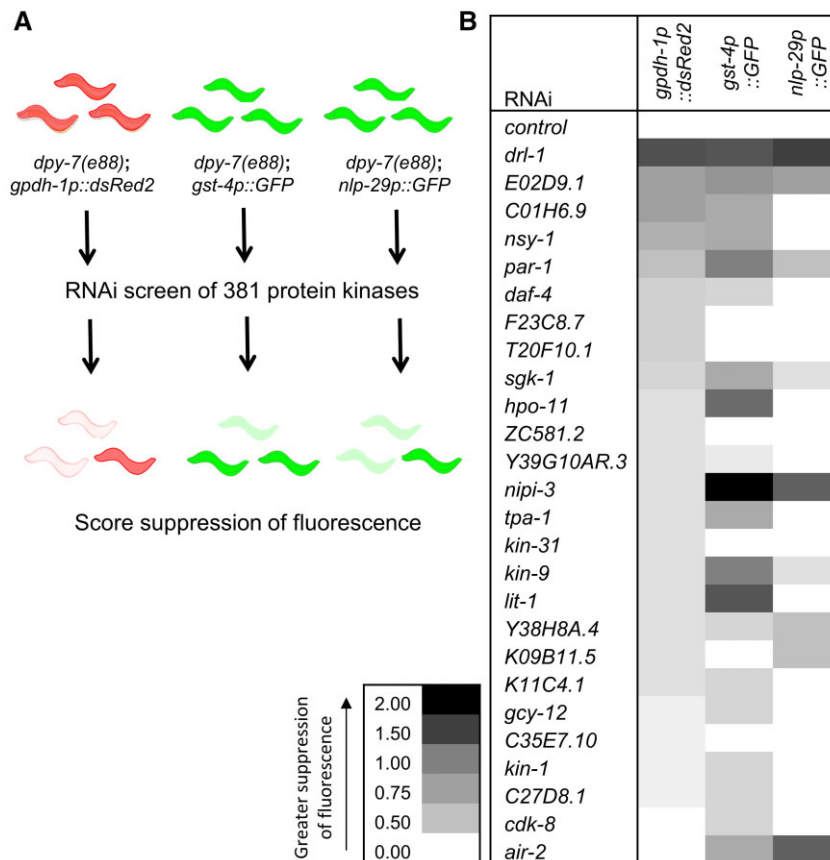 A
dpy-7(e88);
gpdh-1p::dsRed2
dpy-7(e88);
gst-4p::GFP
dpy-7(e88);
nlp-29p::GFP
RNAi screen of 381 protein kinases
Score suppression of fluorescence
Greater suppression
of fluorescence
2.00
1.50
1.00
0.75
0.50
0.00
B
RNAi
gpdh-1p
::dsRed2
gst-4p
::GFP
nlp-29p
::GFP
control
drl-1
E02D9.1
C01H6.9
nsy-1
par-1
daf-4
F23C8.7
T20F10.1
sgk-1
hpo-11
ZC581.2
Y39G10AR.3
nipi-3
tpa-1
kin-31
kin-9
lit-1
Y38H8A.4
K09B11.5
K11C4.1
gcy-12
C35E7.10
kin-1
C27D8.1
cdk-8
air-2